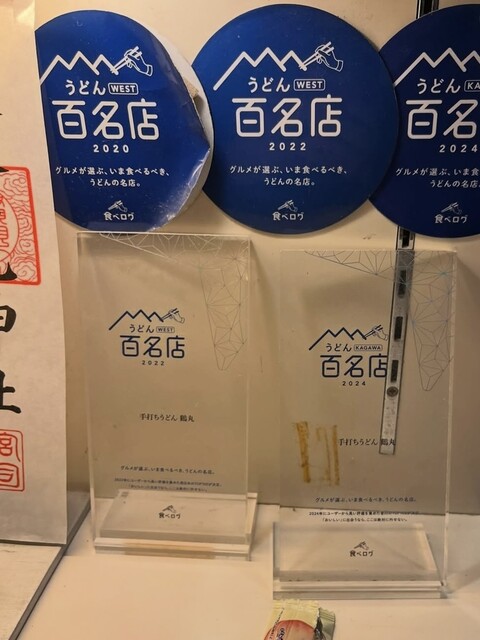 うどん WEST
百名店
2020
グルメが選ぶ、いま食べるべき、
うどんの名店。
食べログ
うどん WEST
百名店
2022
グルメが選ぶ、いま食べるべき、
うどんの名店。
食べログ
うどん KA
百名
2024
グルメが選ぶ、いま食べ
うどんの名店
食べログ
うどん WEST
百名店
2022
手打ちうどん 鶴丸
グルメが選ぶ、いま食べるべき、うどんの名店。
食べログ
うどん KAGAWA
百名店
2024
手打ちうどん 鶴丸
グルメが選ぶ、いま食べるべき、うどんの名店。
食べログ